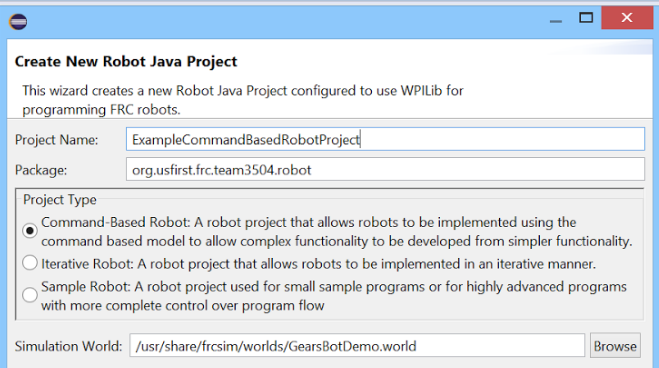 Create New Robot Java Project
This wizard creates a new Robot Java Project configured to use WPILib for
programming FRC robots.
Project Name: ExampleCommandBasedRobotProject
Package: org.usfirst.frc.team3504.robot
Project Type
Command-Based Robot: A robot project that allows robots to be implemented using the
command based model to allow complex functionality to be developed from simpler functionality.
Iterative Robot: A robot project that allows robots to be implemented in an iterative manner.
Sample Robot: A robot project used for small sample programs or for highly advanced programs
with more complete control over program flow
Simulation World: /usr/share/frcsim/worlds/GearsBotDemo.world Browse